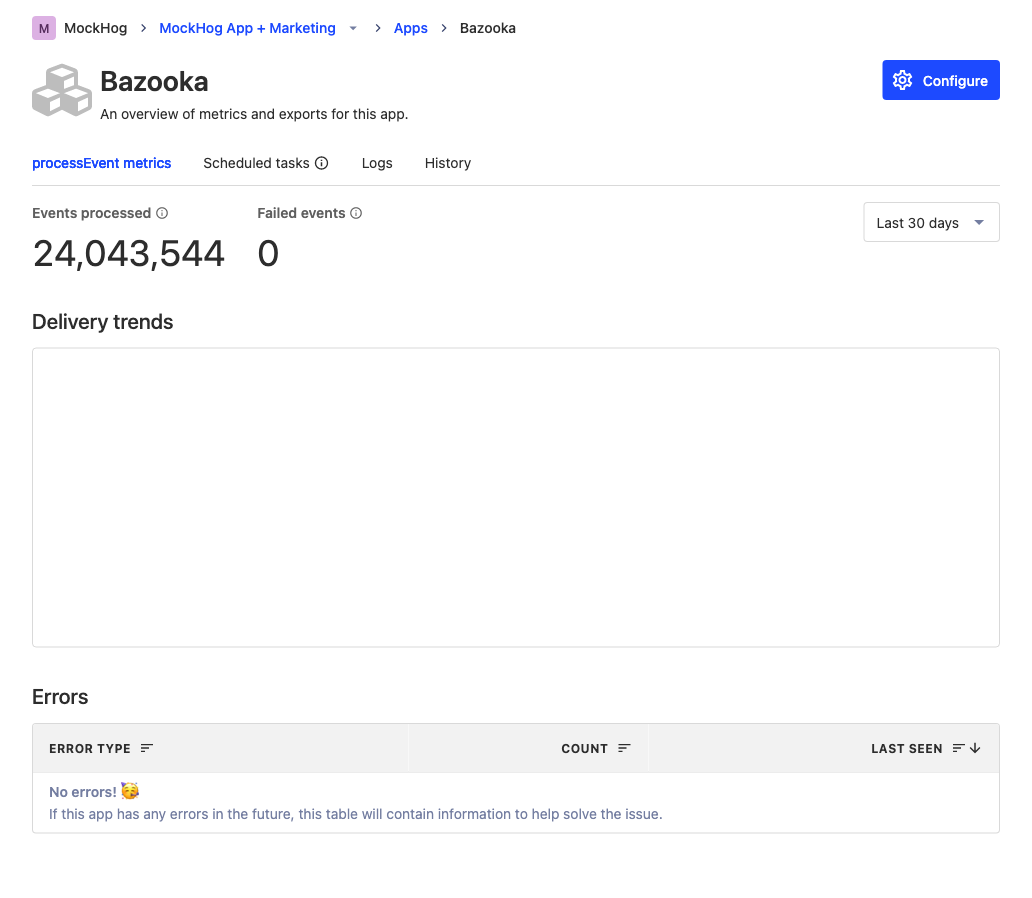 M MockHog MockHog App + Marketing Apps Bazooka
Bazooka
Configure
An overview of metrics and exports for this app.
processEvent metrics Scheduled tasks Logs History
Events processed Failed events
Last 30 days
24,043,544 0
Delivery trends
Errors
ERROR TYPE COUNT LAST SEEN
No errors! 🥳
If this app has any errors in the future, this table will contain information to help solve the issue.